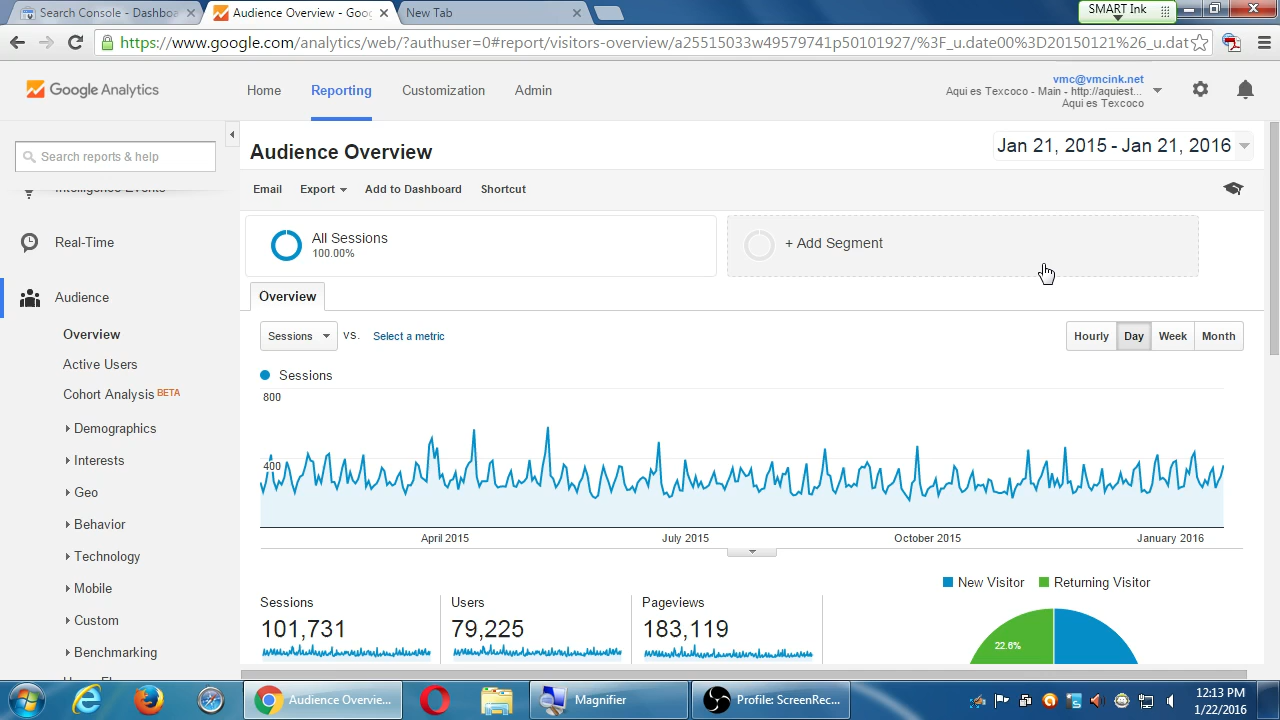 Search Console - Dashboa
Audience Overview - Goo
New Tab
SMART Ink
https://www.google.com/analytics/web/?authuser=0#report/visitors-overview/a25515033w49579741p50101927/%3F_u.date00%3D20150121%26_u.dat
Google Analytics
Home
Reporting
Customization
Admin
vmc@vmcink.net
Aqui es Texcoco - Main - http://aquiest...
Aqui es Texcoco
Search reports & help
Intelligence Events
Real-Time
Audience
Overview
Active Users
Cohort Analysis BETA
Demographics
Interests
Geo
Behavior
Technology
Mobile
Custom
Benchmarking
Audience Overview
Jan 21, 2015 - Jan 21, 2016
Email
Export
Add to Dashboard
Shortcut
All Sessions
100.00%
+ Add Segment
Overview
Sessions
VS.
Select a metric
Hourly
Day
Week
Month
Sessions
800
400
April 2015
July 2015
October 2015
January 2016
New Visitor
Returning Visitor
Sessions
101,731
Users
79,225
Pageviews
183,119
22.6%
Audience Overvie...
Magnifier
Profile: ScreenRec...
12:13 PM
1/22/2016